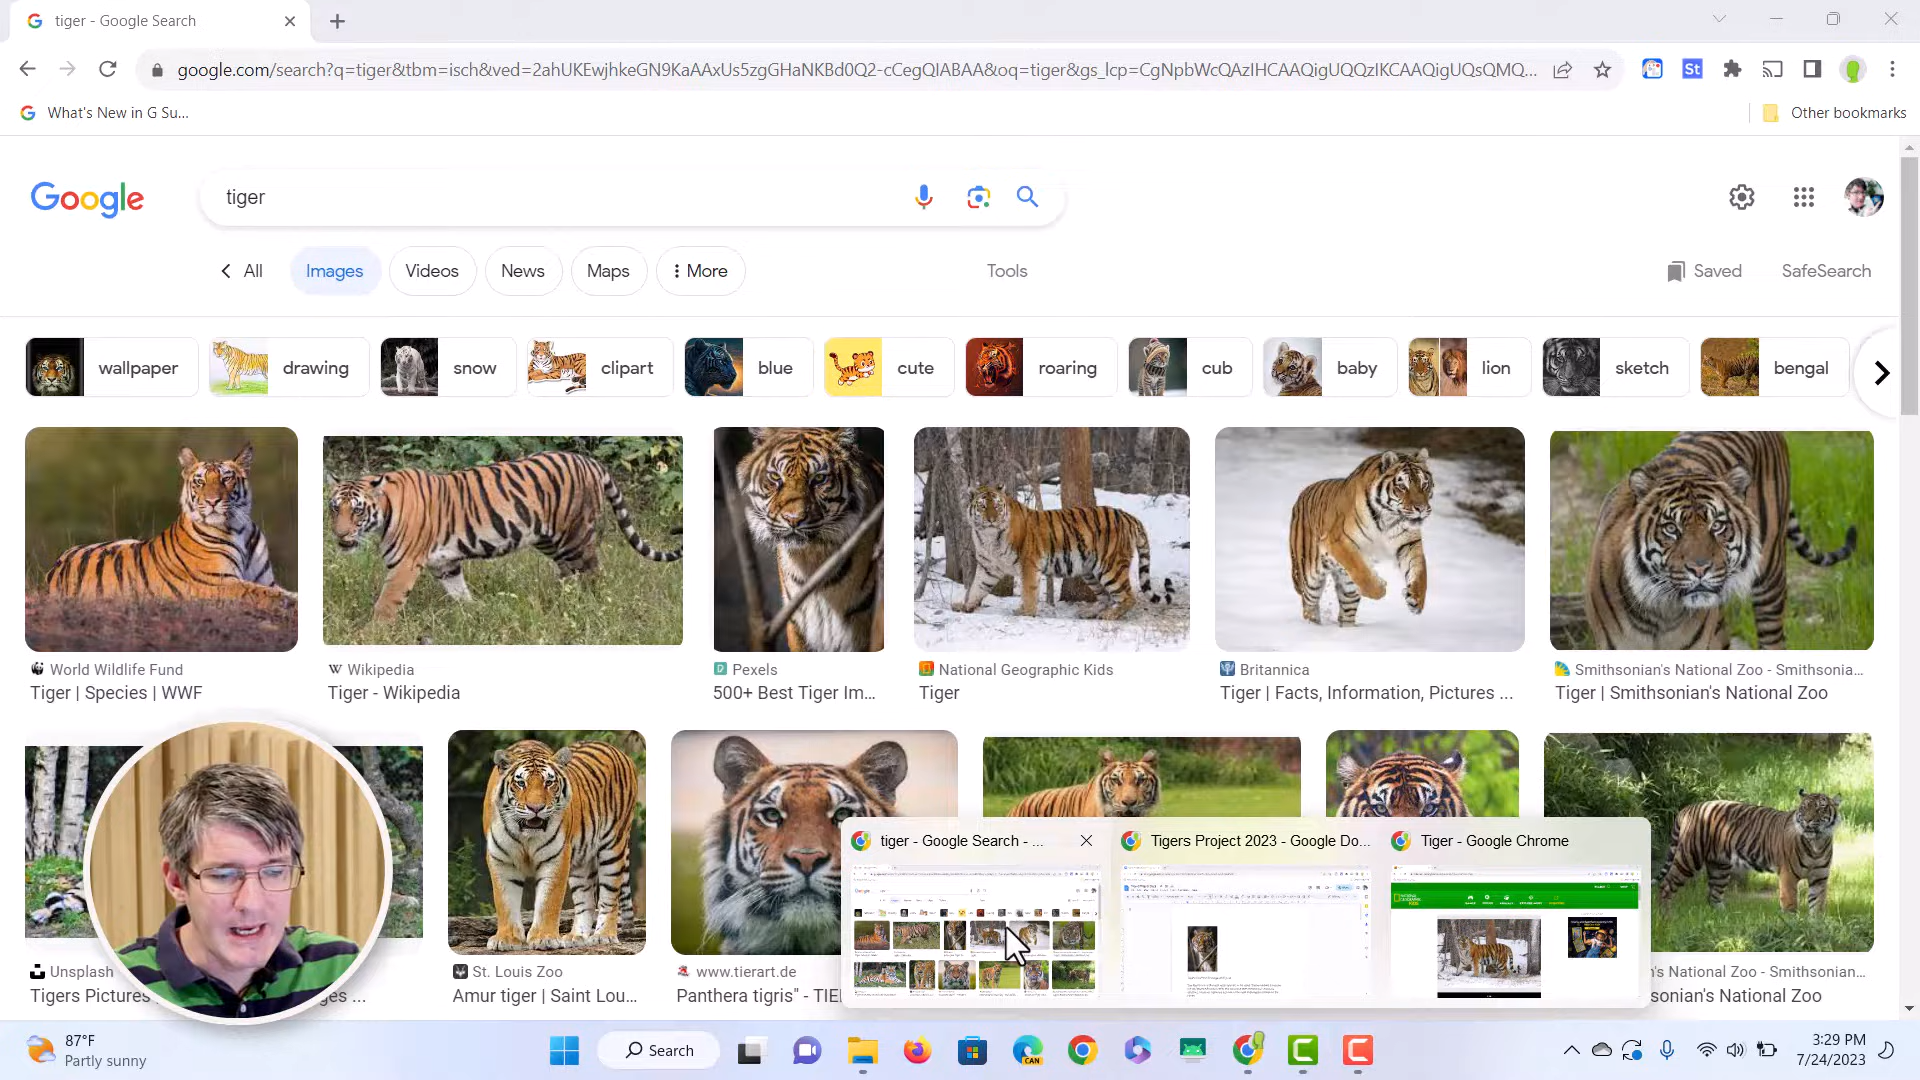 tiger - Google Search
google.com/search?q=tiger&tbm=isch&ved=2ahUKEwjhkeGN9KaAAxUs5zgGHaNKBd0Q2-cCegQIABAA&oq=tiger&gs_lcp=CgNpbWcQAzIHCAAQigUQQzIKCAAQigUQsQMQ...
St
What's New in G Su...
Other bookmarks
Google
tiger
All
Images
Videos
News
Maps
More
Tools
Saved
SafeSearch
wallpaper
drawing
snow
clipart
blue
cute
roaring
cub
baby
lion
sketch
bengal
World Wildlife Fund
Tiger | Species | WWF
W Wikipedia
Tiger - Wikipedia
Pexels
500+ Best Tiger Im...
National Geographic Kids
Tiger
Britannica
Tiger | Facts, Information, Pictures ...
Smithsonian's National Zoo - Smithsonia...
Tiger | Smithsonian's National Zoo
tiger - Google Search - ...
Tigers Project 2023 - Google Do...
Tiger - Google Chrome
Unsplash
Tigers Pictures
ges ...
St. Louis Zoo
Amur tiger | Saint Lou...
www.tierart.de
Panthera tigris" - TIE
's National Zoo - Smithsonian...
sonian's National Zoo
87°F
Partly sunny
Search
CAN
3:29 PM
7/24/2023